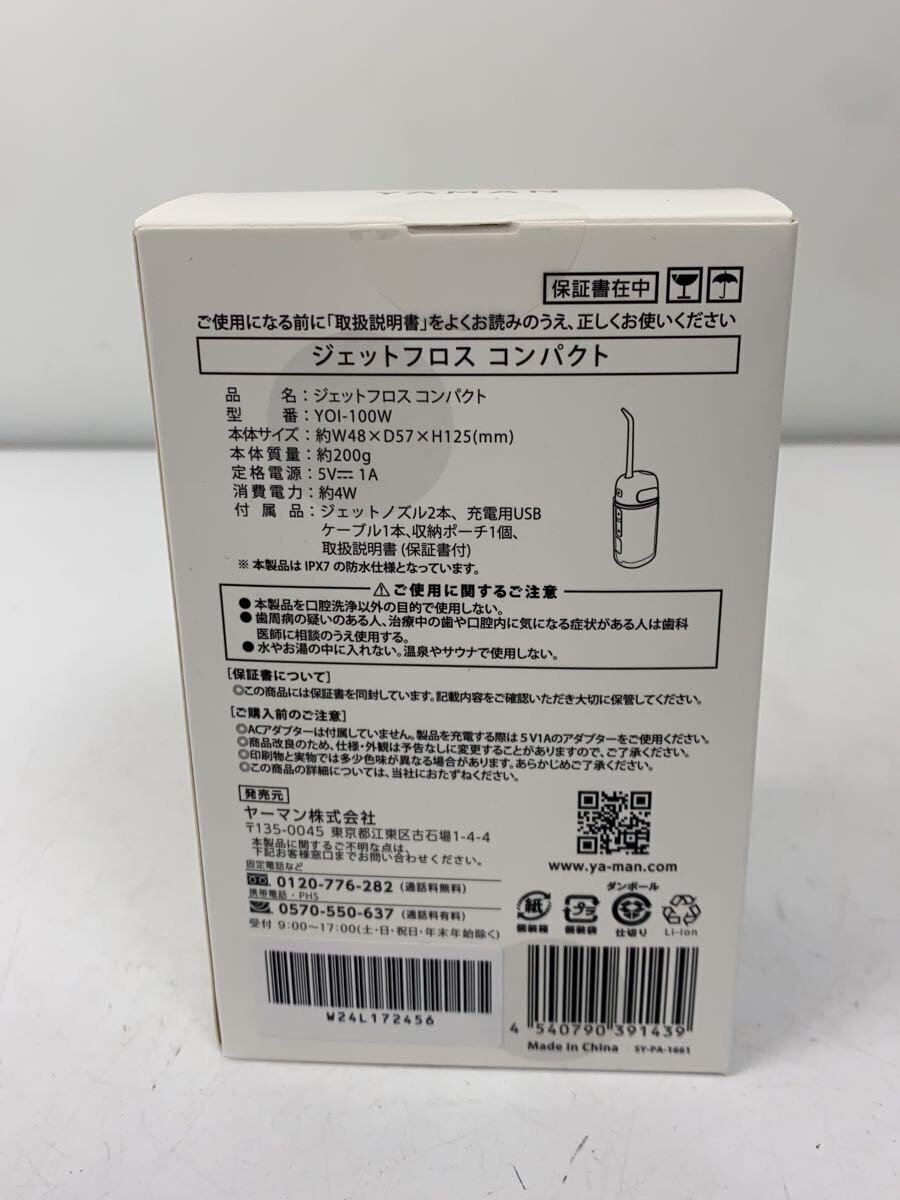 YAMAN
保証書在中
ご使用になる前に「取扱説明書」をよくお読みのうえ、正しくお使いください
ジェットフロス コンパクト
品　　名：ジェットフロス コンパクト
型　　番：YOI-100W
本体サイズ：約W48×D57×H125(mm)
本体質量：約200g
定格電源：5V⎓ 1A
消費電力：約4W
付属品：ジェットノズル2本、充電用USB
ケーブル1本、収納ポーチ1個、
取扱説明書(保証書付)
※ 本製品は IPX7 の防水仕様となっています。
⚠ご使用に関するご注意
●本製品を口腔洗浄以外の目的で使用しない。
●歯周病の疑いのある人、治療中の歯や口腔内に気になる症状がある人は歯科
医師に相談のうえ使用する。
●水やお湯の中に入れない。温泉やサウナで使用しない。
[保証書について]
◎この商品には保証書を同封しています。記載内容をご確認いただき大切に保管してください。
[ご購入前のご注意]
◎ACアダプターは付属していません。製品を充電する際は5V1Aのアダプターをご使用ください。
◎商品改良のため、仕様・外観は予告なしに変更することがありますので、ご了承ください。
◎印刷物と実物では多少色味が異なる場合があります。あらかじめご了承ください。
◎この商品の詳細については、当社におたずねください。
発売元
ヤーマン株式会社
〒135-0045 東京都江東区古石場1-4-4
本製品に関するご不明な点は、
下記お客様窓口までお問い合わせください。
固定電話など
0120-776-282（通話料無料）
携帯電話・PHS
0570-550-637（通話料有料）
受付 9:00～17:00(土・日・祝日・年末年始除く)
www.ya-man.com
ダンボール
紙 プラ
個装箱 個装袋 仕切り Li-ion
W24L172456
4 540790 391439
Made in China SY-PA-1661